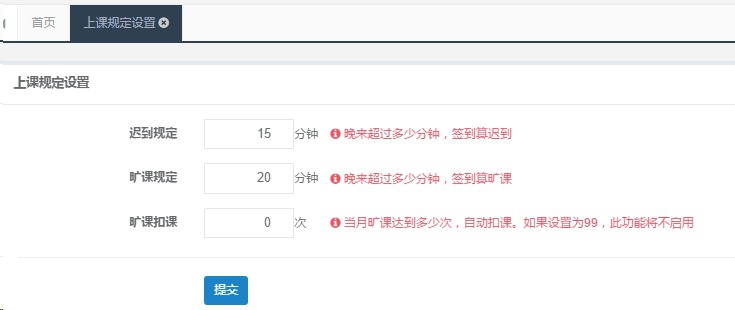 首页 上课规定设置
上课规定设置
迟到规定 15 分钟 晚来超过多少分钟，签到算迟到
旷课规定 20 分钟 晚来超过多少分钟，签到算旷课
旷课扣课 0 次 当月旷课达到多少次，自动扣课。如果设置为99，此功能将不启用
提交